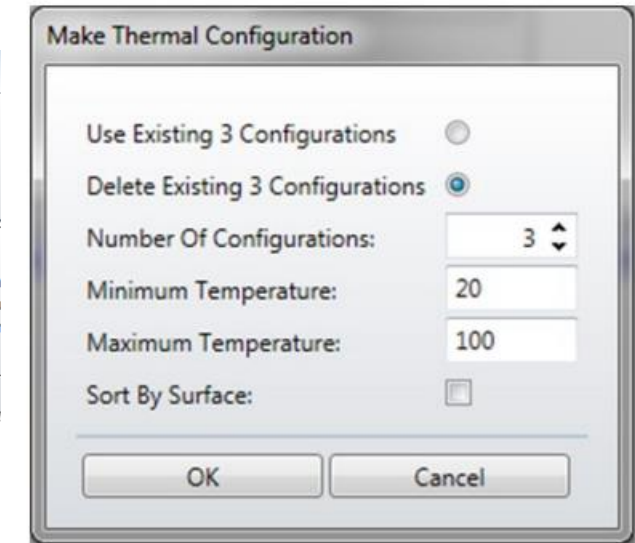 Make Thermal Configuration
Use Existing 3 Configurations
Delete Existing 3 Configurations
Number Of Configurations: 3
Minimum Temperature: 20
Maximum Temperature: 100
Sort By Surface:
OK Cancel